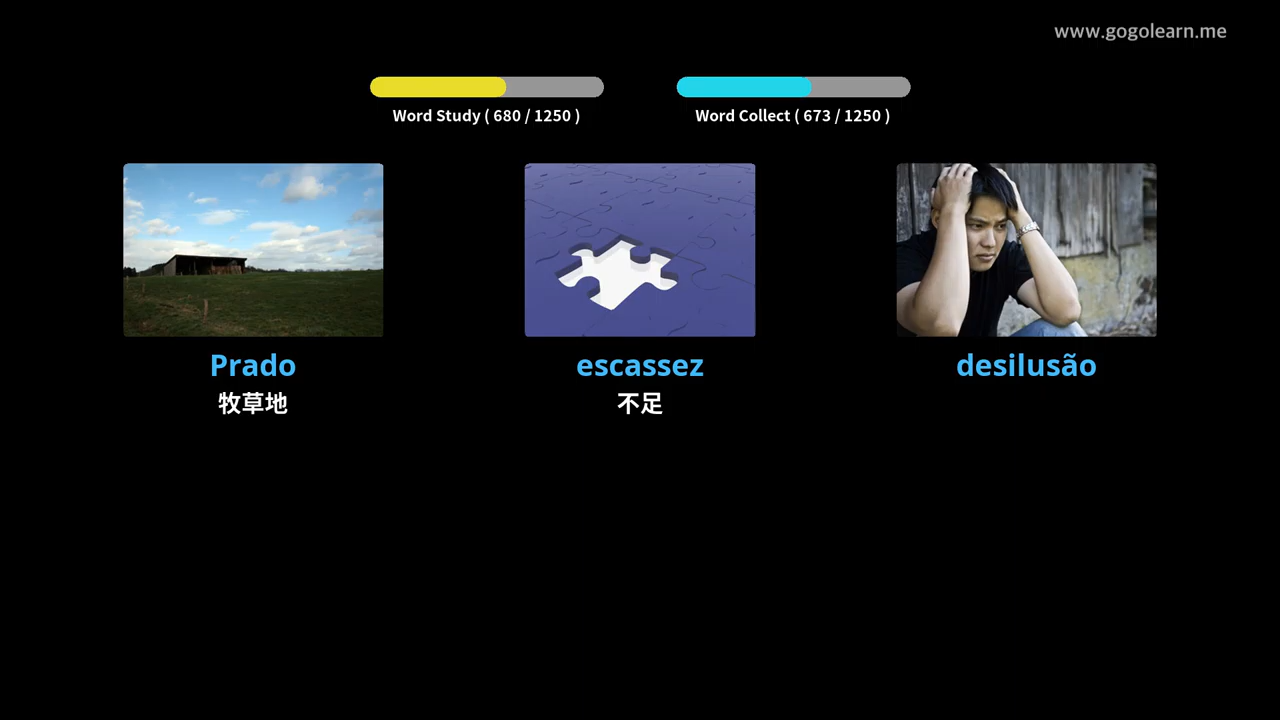 www.gogolearn.me
Word Study ( 680 / 1250 )
Word Collect ( 673 / 1250 )
Prado
牧草地
escassez
不足
desilusão